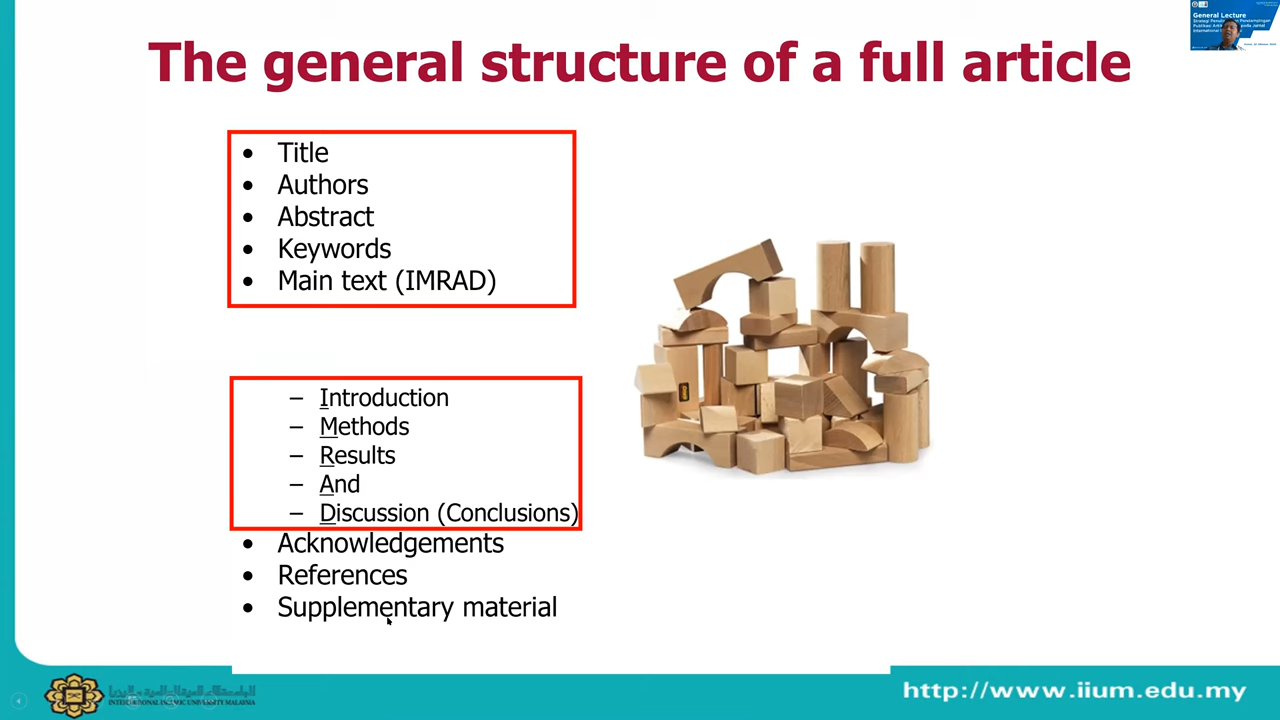 General Lecture
The general structure of a full article
• Title
• Authors
• Abstract
• Keywords
• Main text (IMRAD)
– Introduction
– Methods
– Results
– And
– Discussion (Conclusions)
• Acknowledgements
• References
• Supplementary material
INTERNATIONAL ISLAMIC UNIVERSITY MALAYSIA
http://www.iium.edu.my